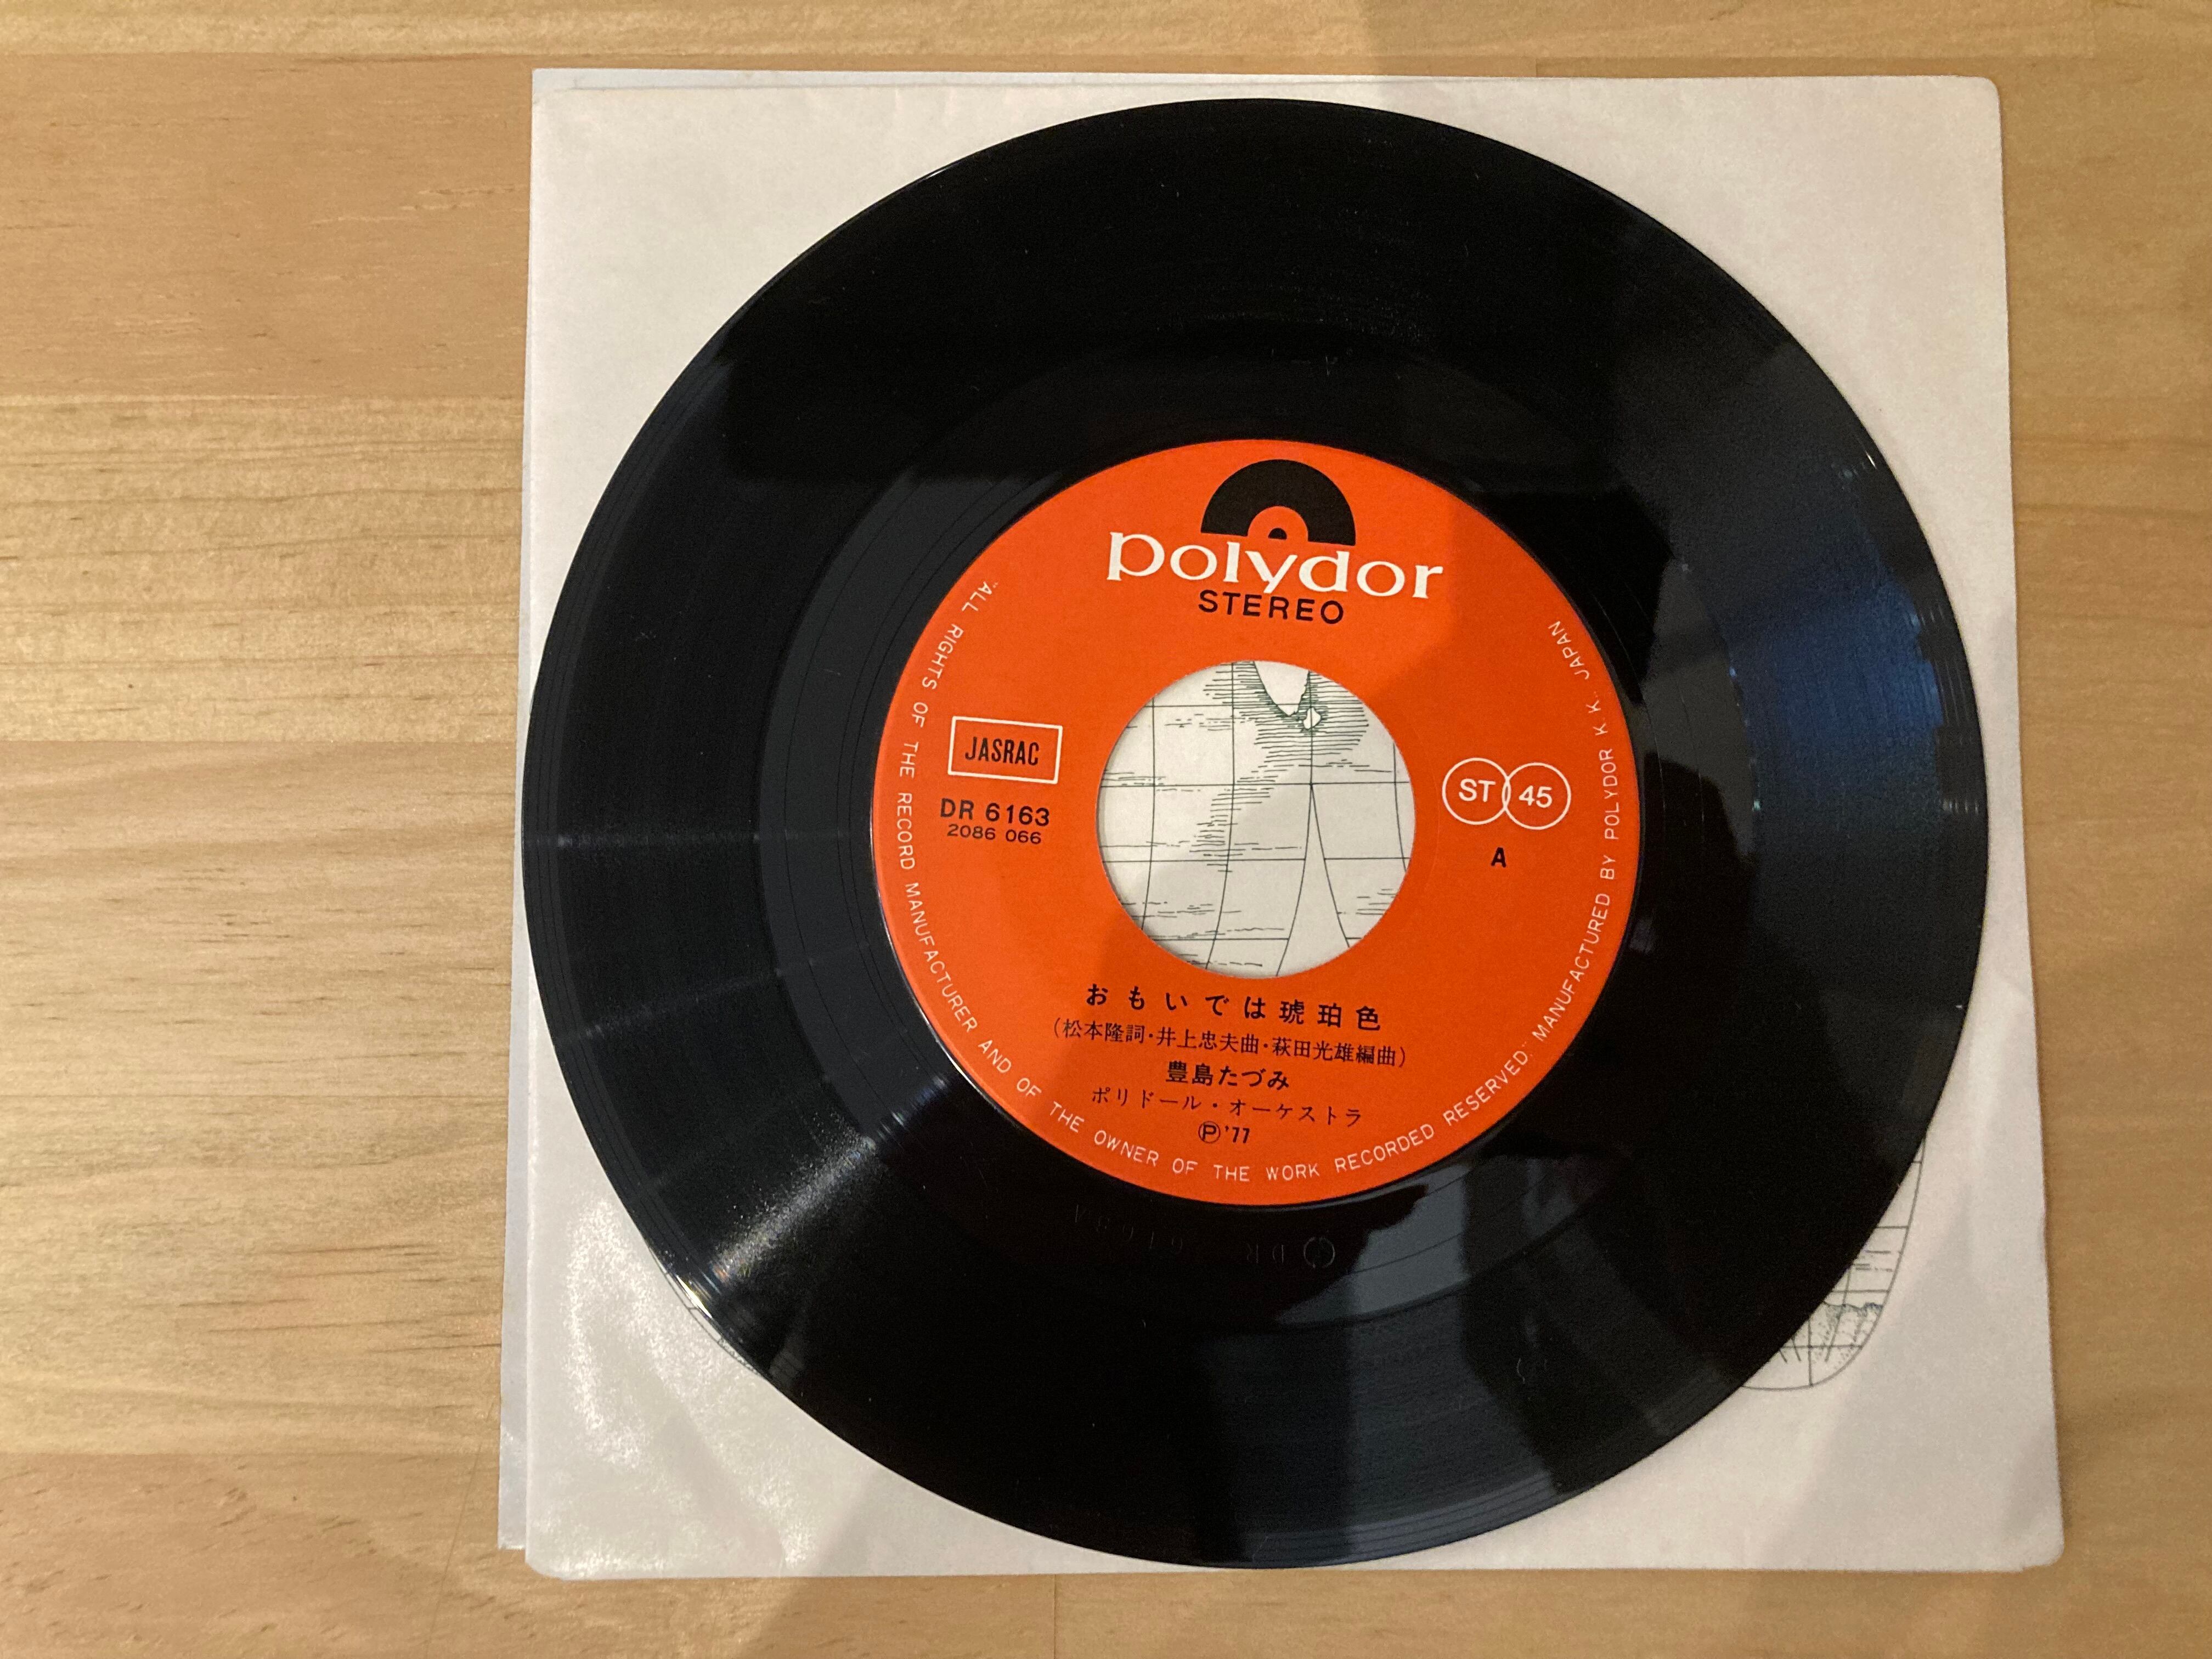 polydor
STEREO
JASRAC
DR 6163
2086 066
ST 45
A
おもいでは琥珀色
(松本隆詞・井上忠夫曲・萩田光雄編曲)
豊島たづみ
ポリドール・オーケストラ
Ⓟ'77
"ALL RIGHTS OF THE RECORD MANUFACTURER AND OF THE OWNER OF THE WORK RECORDED RESERVED." MANUFACTURED BY POLYDOR K.K., JAPAN